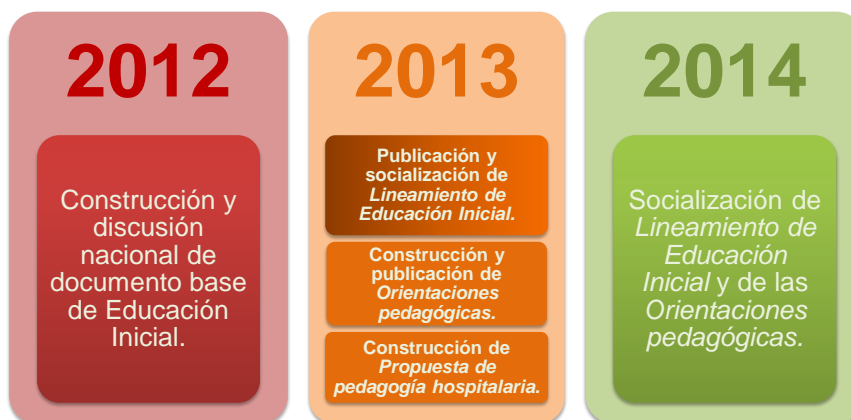 2012
Construcción y
discusión
nacional de
documento base
de Educación
Inicial.
2013
Publicación y
socialización de
Lineamiento de
Educación Inicial.
Construcción y
publicación de
Orientaciones
pedagógicas.
Construcción de
Propuesta de
pedagogía hospitalaria.
2014
Socialización de
Lineamiento de
Educación
Inicial y de las
Orientaciones
pedagógicas.